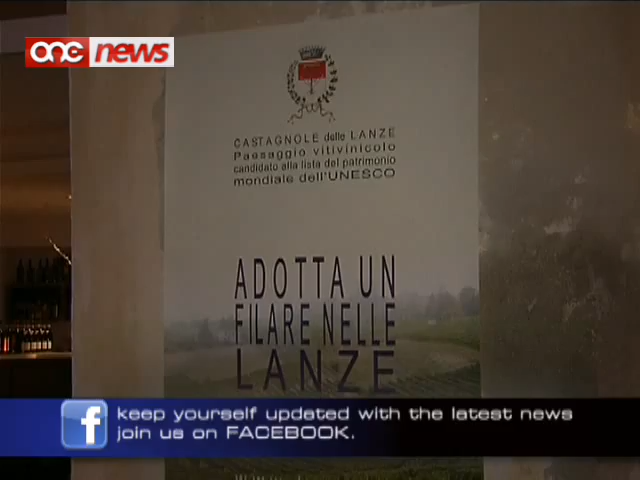 one news
CASTAGNOLE delle LANZE
Paesaggio vitivinicolo
candidato alla lista del patrimonio
mondiale dell'UNESCO
ADOTTA UN
FILARE NELLE
LANZE
keep yourself updated with the latest news
join us on FACEBOOK.